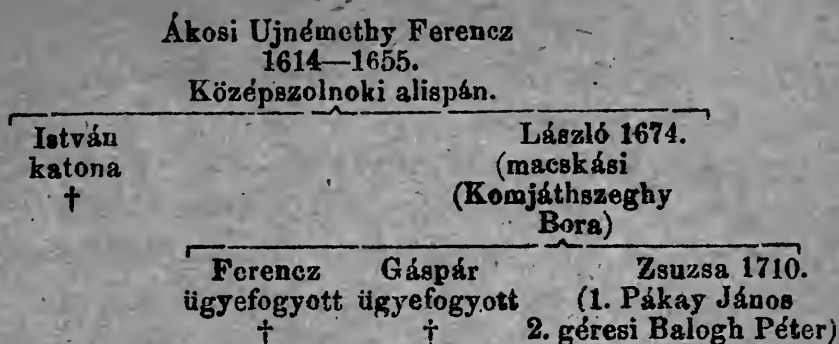 Ákosi Ujnémethy Ferencz
1614—1655.
Középszolnoki alispán.
István László 1674.
katona (macskási
† (Komjáthszeghy
Bora)
Ferencz Gáspár Zsuzsa 1710.
ügyefogyott ügyefogyott (1. Pákay János
† † 2. géresi Balogh Péter)